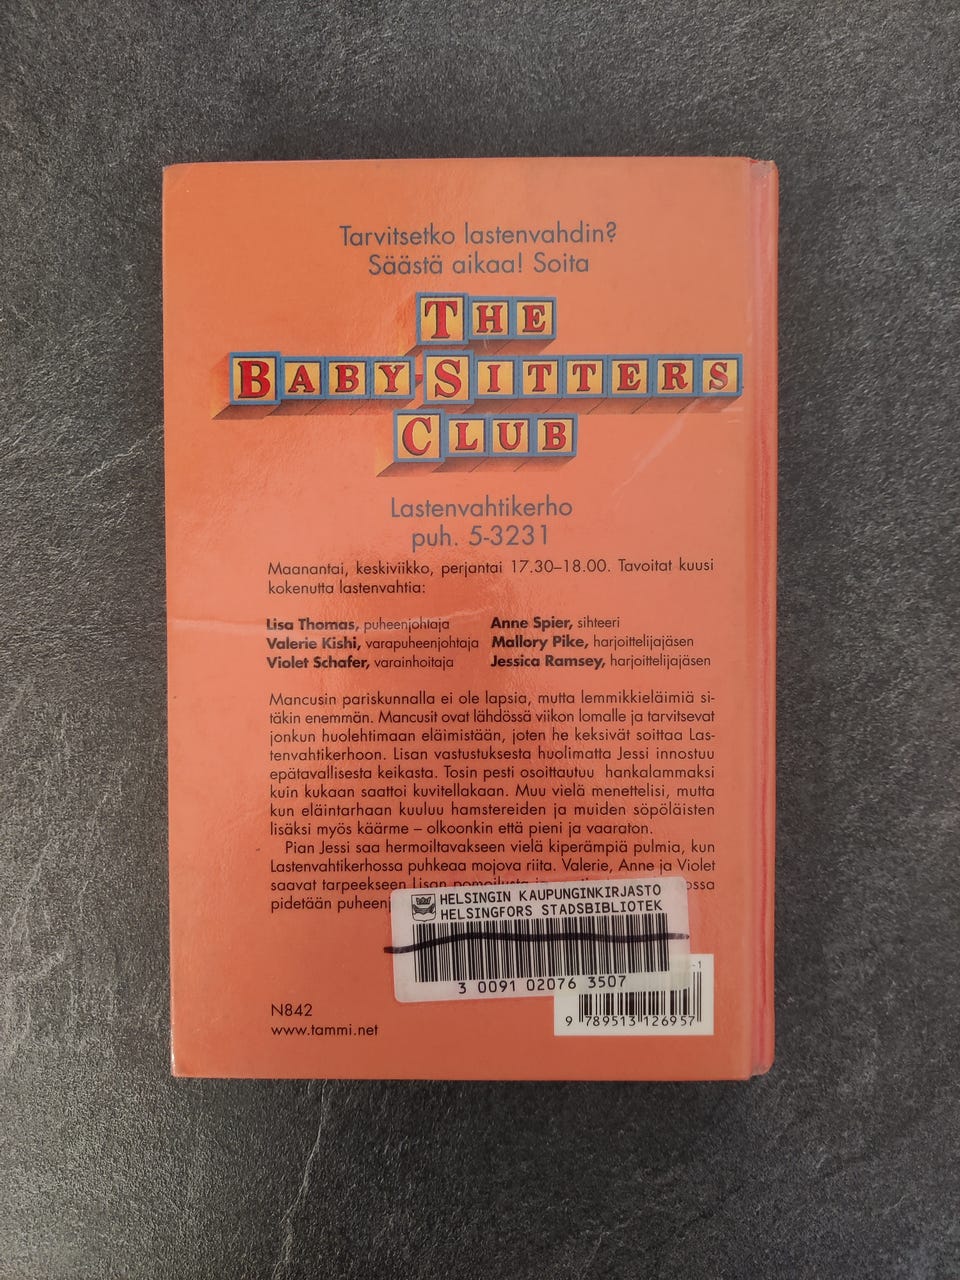 Tarvitsetko lastenvahdin?
Säästä aikaa! Soita
THE
BABY-SITTERS
CLUB
Lastenvahtikerho
puh. 5-3231
Maanantai, keskiviikko, perjantai 17.30–18.00. Tavoitat kuusi
kokenutta lastenvahtia:
Lisa Thomas, puheenjohtaja
Valerie Kishi, varapuheenjohtaja
Violet Schafer, varainhoitaja
Anne Spier, sihteeri
Mallory Pike, harjoittelijajäsen
Jessica Ramsey, harjoittelijajäsen
Mancusin pariskunnalla ei ole lapsia, mutta lemmikkieläimiä si-
täkin enemmän. Mancusit ovat lähdössä viikon lomalle ja tarvitsevat
jonkun huolehtimaan eläimistään, joten he keksivät soittaa Las-
tenvahtikerhoon. Lisan vastustuksesta huolimatta Jessi innostuu
epätavallisesta keikasta. Tosin pesti osoittautuu hankalammaksi
kuin kukaan saattoi kuvitellakaan. Muu vielä menettelisi, mutta
kun eläintarhaan kuuluu hamstereiden ja muiden söpöläisten
lisäksi myös käärme – olkoonkin että pieni ja vaaraton.
Pian Jessi saa hermoiltavakseen vielä kiperämpiä pulmia, kun
Lastenvahtikerhossa puhkeaa mojova riita. Valerie, Anne ja Violet
saavat tarpeekseen Lisan pomoilusta
pidetään
HELSINGIN KAUPUNGINKIRJASTO
HELSINGFORS STADSBIBLIOTEK
3 0091 02076 3507
9 789513 126957
N842
www.tammi.net